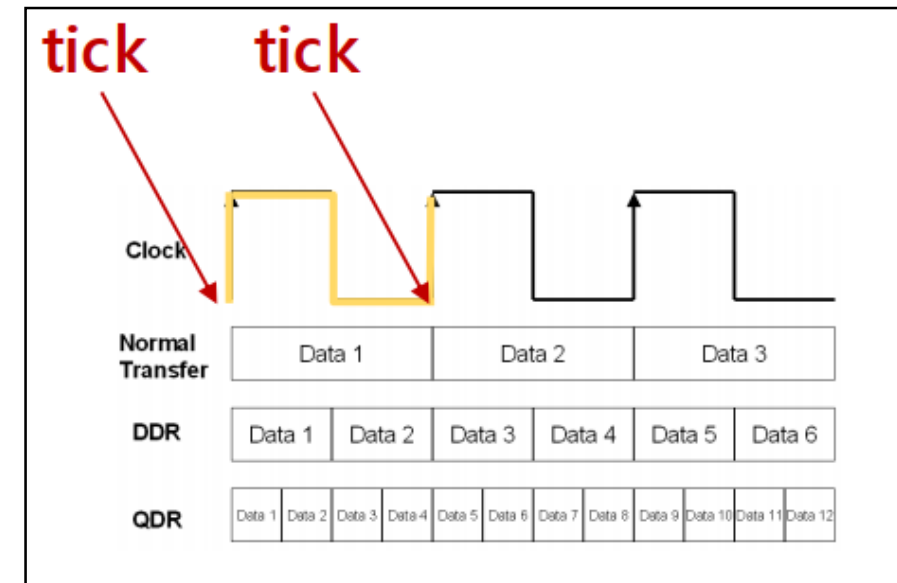 tick tick
Clock
Normal
Transfer
Data 1 Data 2 Data 3
DDR Data 1 Data 2 Data 3 Data 4 Data 5 Data 6
QDR Data 1 Data 2 Data 3 Data 4 Data 5 Data 6 Data 7 Data 8 Data 9 Data 10 Data 11 Data 12